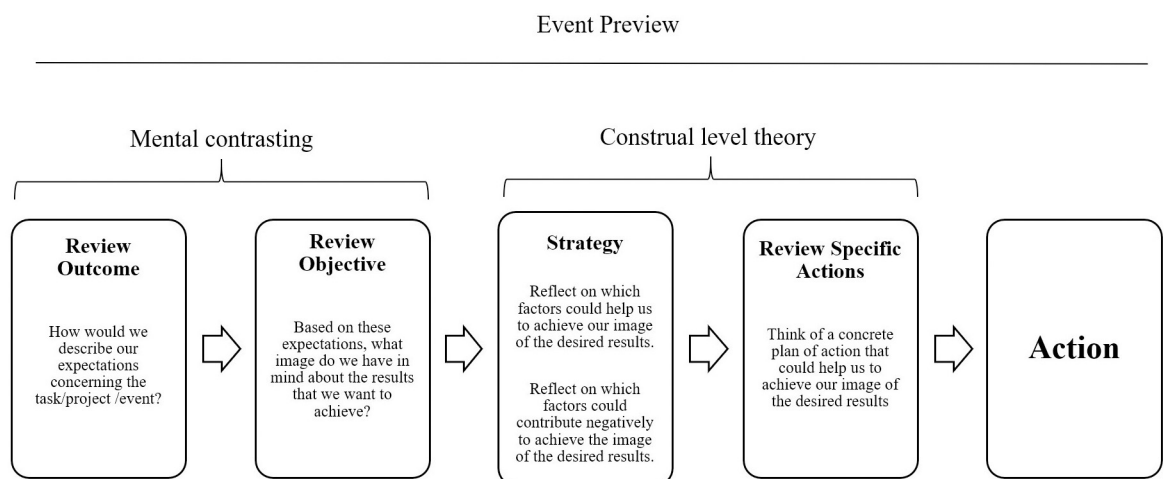 Event Preview
Mental contrasting
Construal level theory
Review
Outcome
How would we
describe our
expectations
concerning the
task/project /event?
Review
Objective
Based on these
expectations, what
image do we have in
mind about the results
that we want to
achieve?
Strategy
Reflect on which
factors could help us
to achieve our image
of the desired results.
Reflect on which
factors could
contribute negatively
to achieve the image
of the desired results.
Review Specific
Actions
Think of a concrete
plan of action that
could help us to
achieve our image of
the desired results
Action